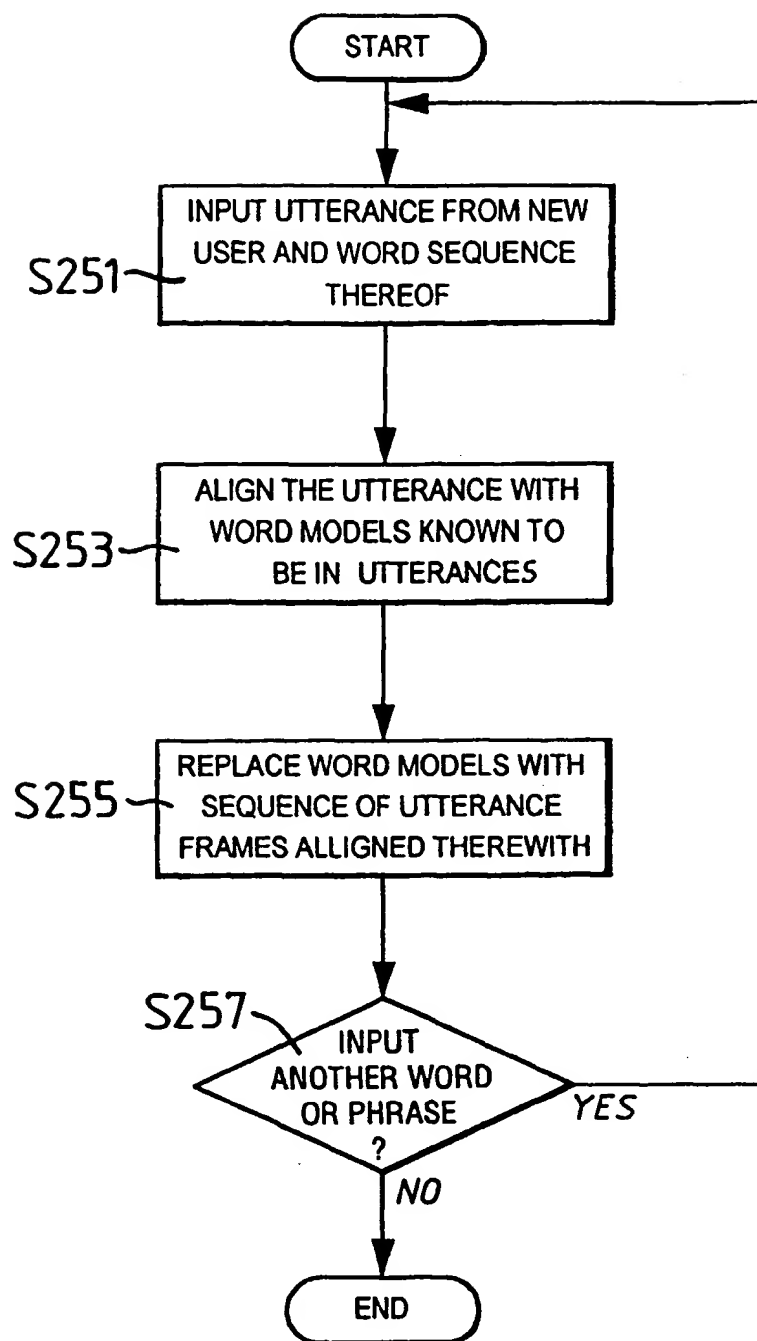 START
INPUT UTTERANCE FROM NEW
USER AND WORD SEQUENCE
THEREOF
S251
ALIGN THE UTTERANCE WITH
WORD MODELS KNOWN TO
BE IN UTTERANCES
S253
REPLACE WORD MODELS WITH
SEQUENCE OF UTTERANCE
FRAMES ALLIGNED THEREWITH
S255
S257
INPUT
ANOTHER WORD
OR PHRASE
?
YES
NO
END